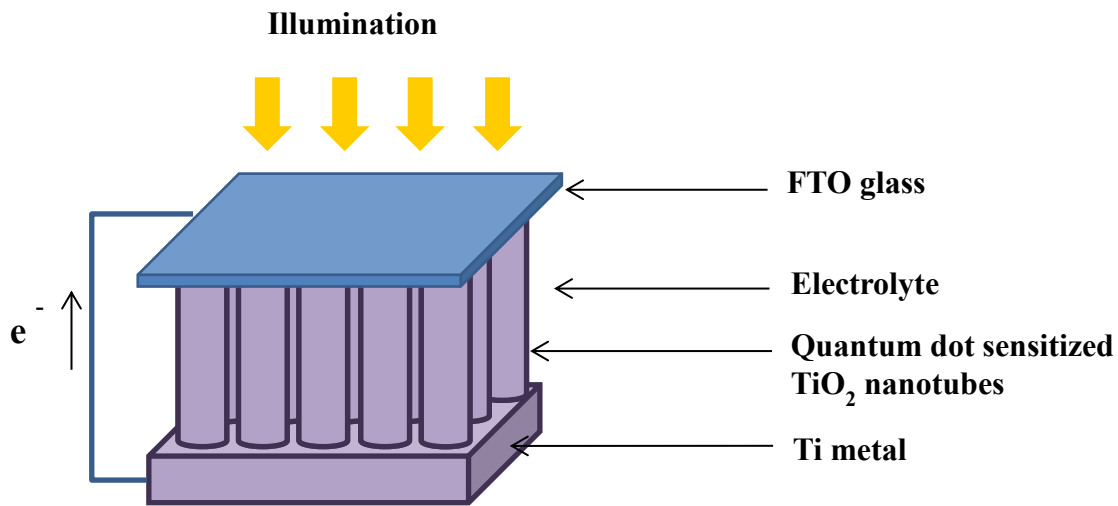 Illumination
FTO glass
Electrolyte
e-
Quantum dot sensitized
TiO2 nanotubes
Ti metal